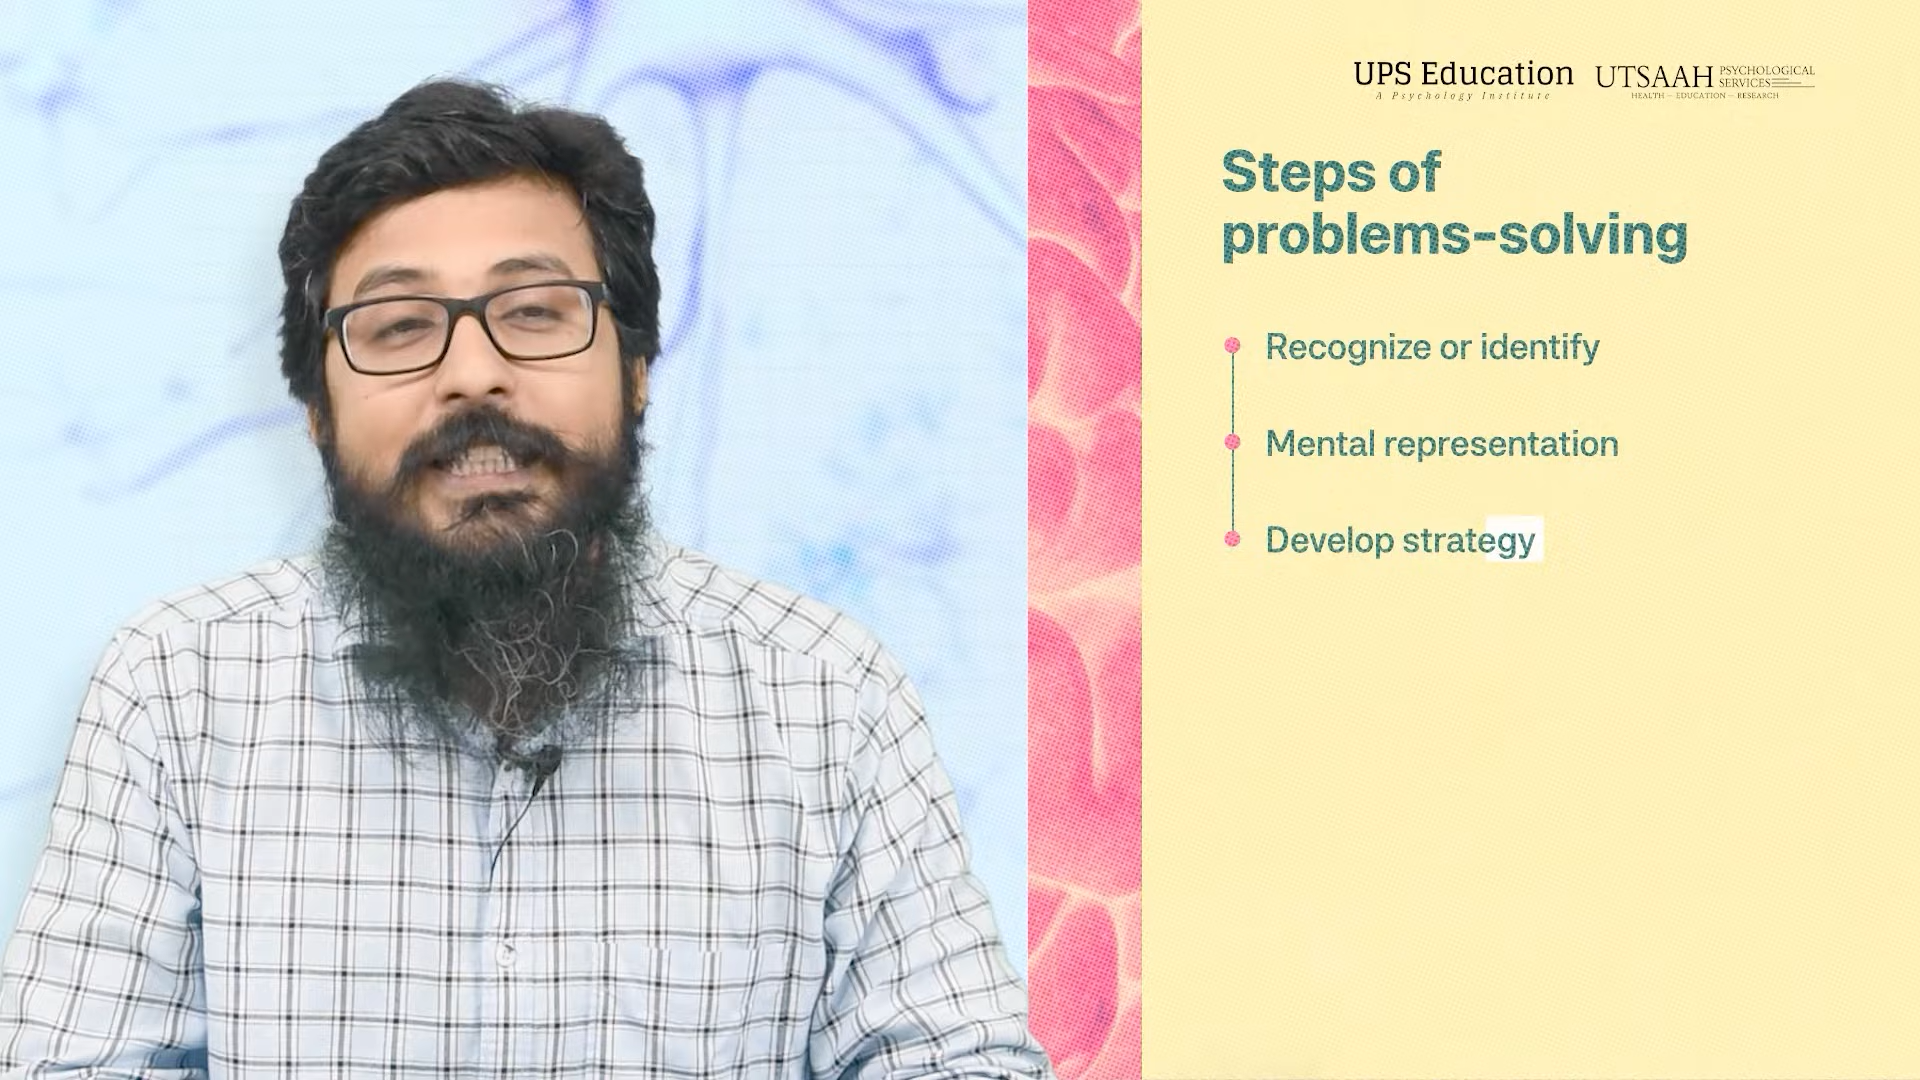 UPS Education
A Psychology Institute
UTSAAH PSYCHOLOGICAL SERVICES
HEALTH – EDUCATION – RESEARCH
Steps of
problems-solving
Recognize or identify
Mental representation
Develop strategy